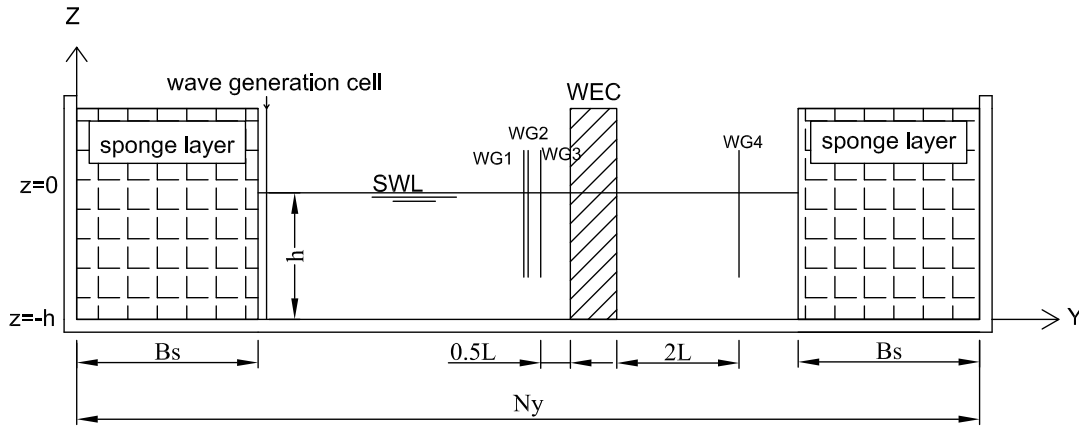 Z
wave generation cell
WEC
sponge layer
sponge layer
WG2
WG1
WG3
WG4
z=0
SWL
h
z=-h
Y
Bs
0.5L
2L
Bs
Ny